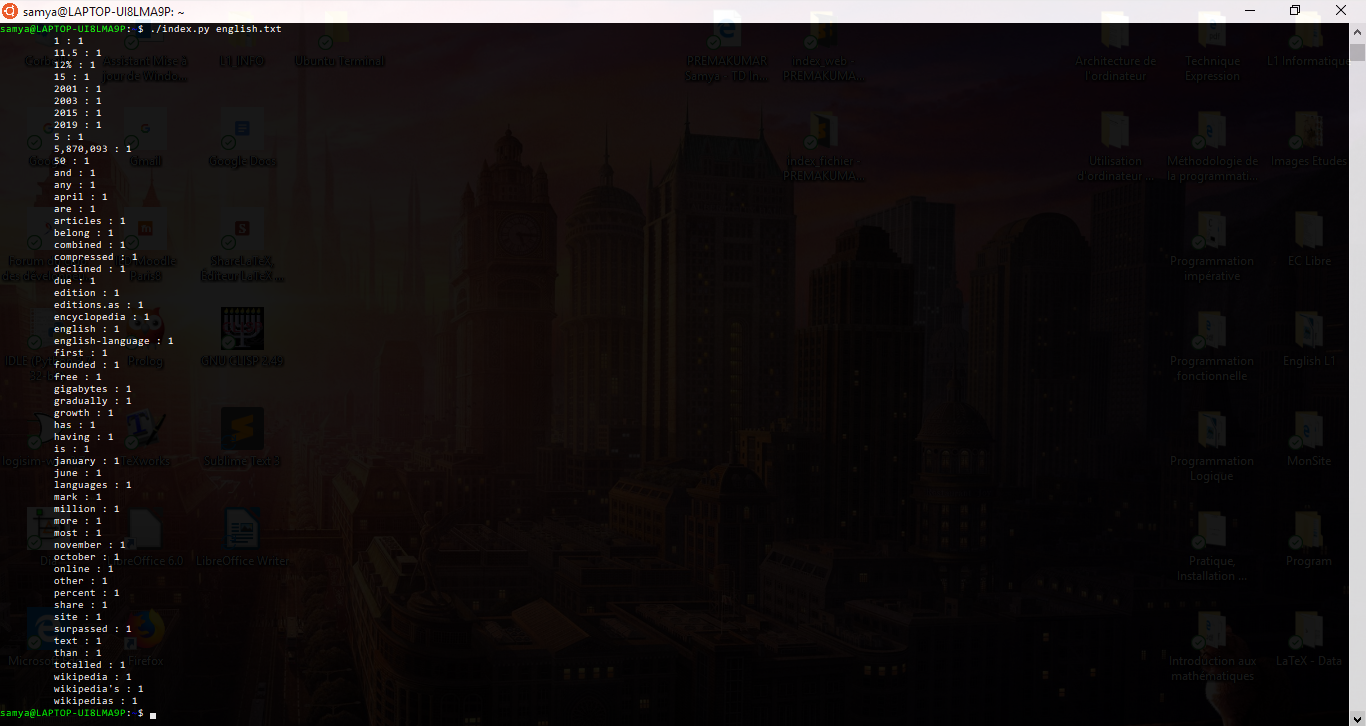 samya@LAPTOP-UI8LMA9P: ~
samya@LAPTOP-UI8LMA9P: $ ./index.py english.txt
1 : 1
11.5 : 1
12% : 1
15 : 1
2001 : 1
2003 : 1
2015 : 1
2019 : 1
5 : 1
5,870,093 : 1
50 : 1
and : 1
any : 1
april : 1
are : 1
articles : 1
belong : 1
combined : 1
compressed : 1
declined : 1
due : 1
edition : 1
editions.as : 1
encyclopedia : 1
english : 1
english-language : 1
first : 1
founded : 1
free : 1
gigabytes : 1
gradually : 1
growth : 1
has : 1
having : 1
is : 1
january : 1
june : 1
languages : 1
mark : 1
million : 1
more : 1
most : 1
november : 1
october : 1
online : 1
other : 1
percent : 1
share : 1
site : 1
surpassed : 1
text : 1
than : 1
totalled : 1
wikipedia : 1
wikipedia's : 1
wikipedias : 1
samya@LAPTOP-UI8LMA9P: $
L1 INFO
Ubuntu Terminal
Gmail
Google Docs
Prolog
GNU CLISP 2.49
Texworks
Sublime Text 3
LibreOffice 6.0
LibreOffice Writer
Firefox
PREMAKUMAR
Samya - TD In...
index_web -
PREMAKUMA...
index_fichier -
PREMAKUMA...
Architecture de
l'ordinateur
Technique
Expression
L1 Informatique
Utilisation
d'ordinateur ...
Méthodologie de
la programmati...
Images Etudes
Programmation
impérative
EC Libre
Programmation
fonctionnelle
English L1
Programmation
Logique
MonSite
Pratique,
Installation ...
Program
Introduction aux
mathématiques
LaTeX - Data